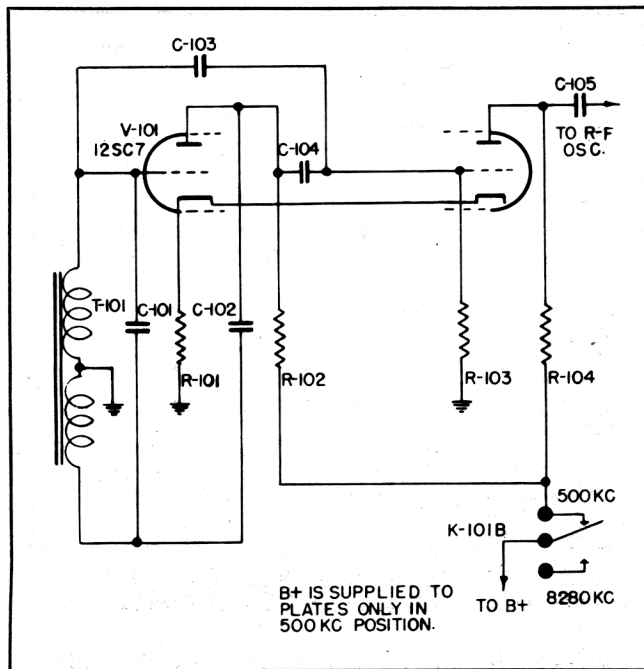 C-103
V-101
12SC7
C-104
C-105
TO R-F
OSC.
T-101
C-101
C-102
R-101
R-102
R-103
R-104
500 KC
K-101B
TO B+
8280 KC
B+ IS SUPPLIED TO
PLATES ONLY IN
500 KC POSITION.